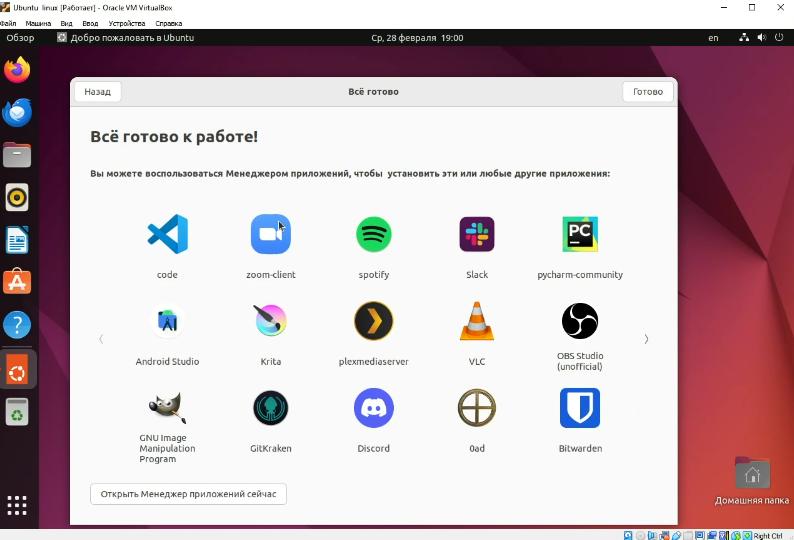 Ubuntu linux [Работает] - Oracle VM VirtualBox
Файл Машина Вид Ввод Устройства Справка
Обзор Добро пожаловать в Ubuntu Ср, 28 февраля 19:00 en
Назад Всё готово Готово
Всё готово к работе!
Вы можете воспользоваться Менеджером приложений, чтобы установить эти или любые другие приложения:
PC
code zoom-client spotify Slack pycharm-community
Android Studio Krita plexmediaserver VLC OBS Studio
(unofficial)
GNU Image
Manipulation
Program GitKraken Discord 0ad Bitwarden
Открыть Менеджер приложений сейчас
Домашняя папка
Right Ctrl